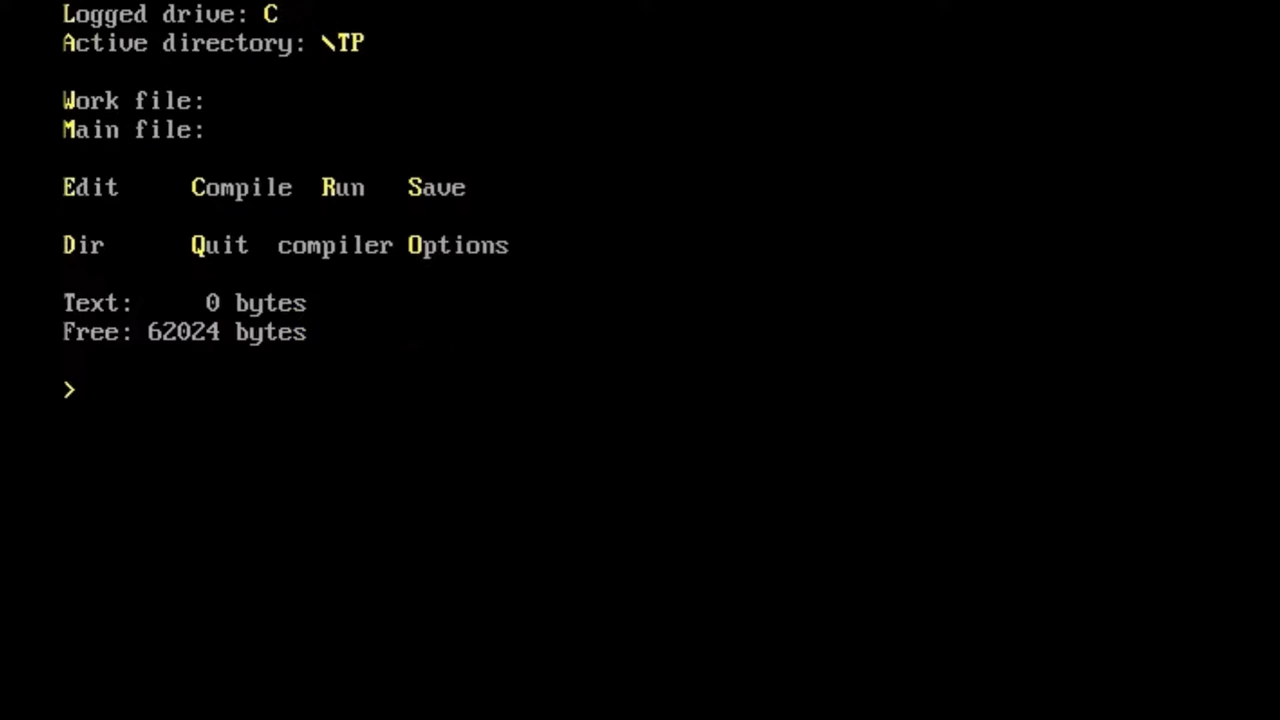 Logged drive: C
Active directory: \TP
Work file:
Main file:
Edit Compile Run Save
Dir Quit compiler Options
Text: 0 bytes
Free: 62024 bytes
>